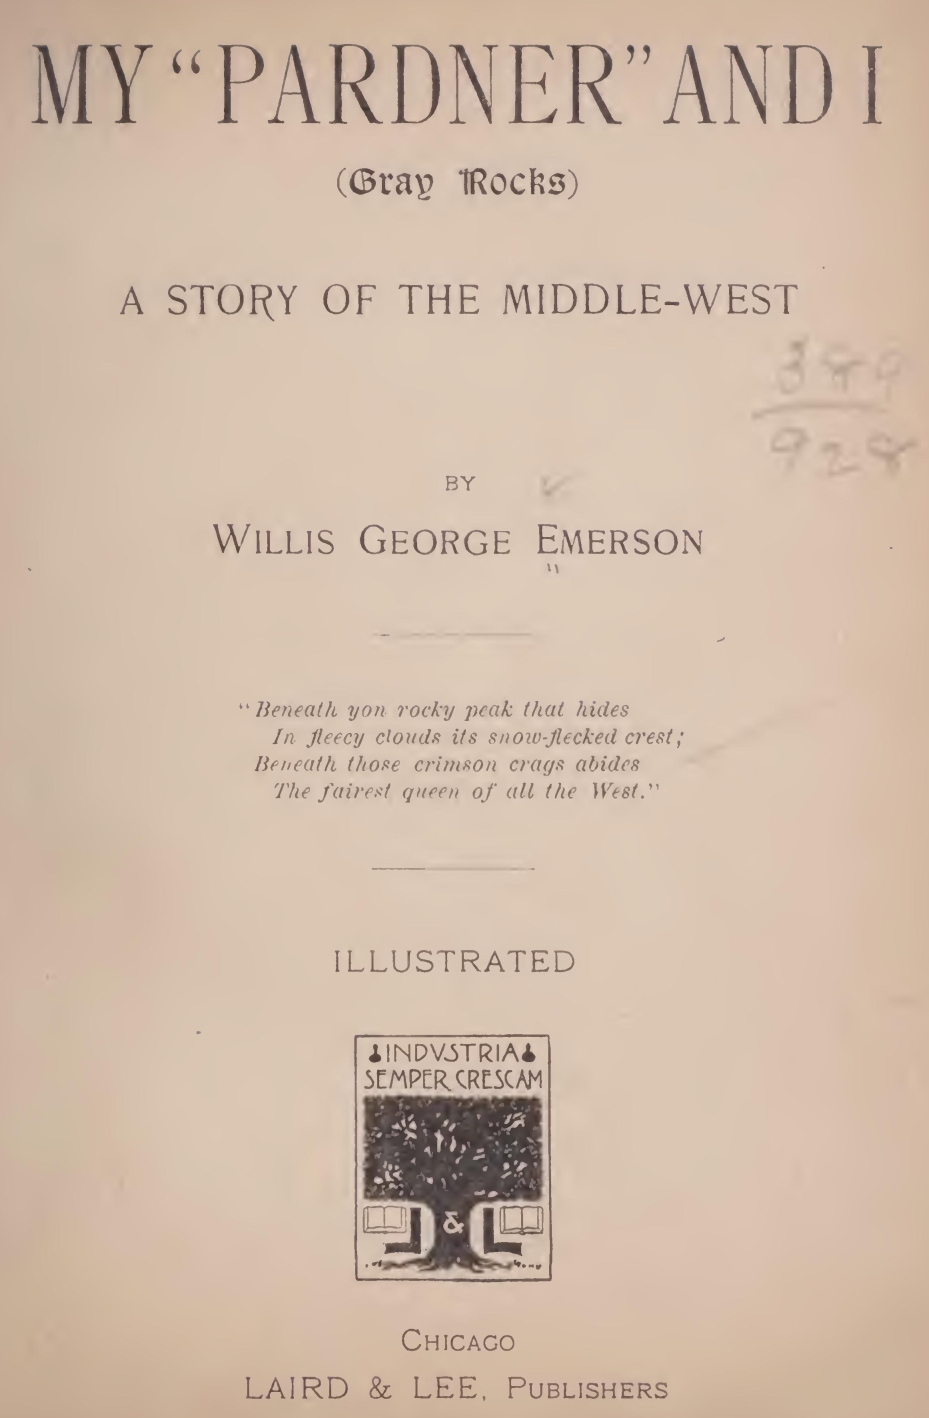 MY "PARDNER" AND I
(Gray Rocks)
A STORY OF THE MIDDLE-WEST
389
928
BY
WILLIS GEORGE EMERSON
"Beneath yon rocky peak that hides
In fleecy clouds its snow-flecked crest;
Beneath those crimson crags abides
The fairest queen of all the West."
ILLUSTRATED
INDVSTRIA
SEMPER CRESCAM
L & L
CHICAGO
LAIRD & LEE, PUBLISHERS